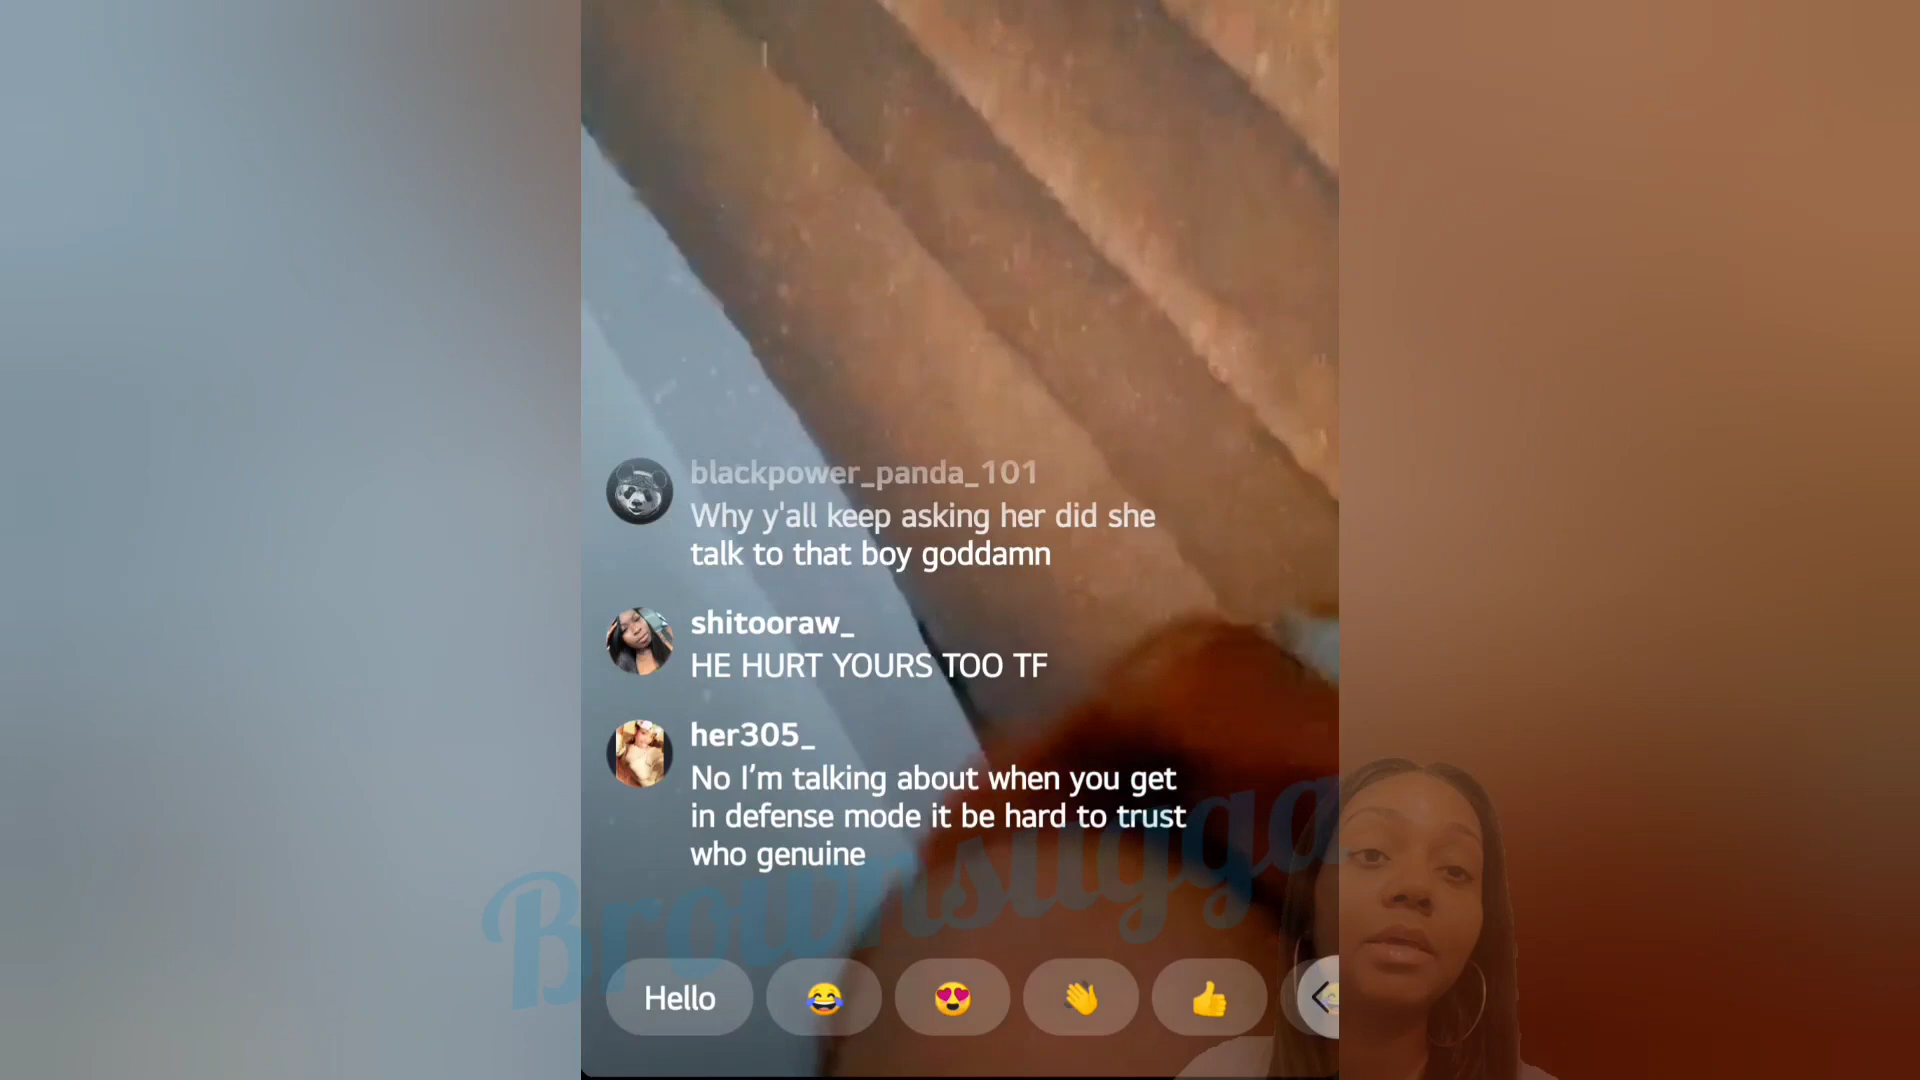 blackpower_panda_101
Why y'all keep asking her did she
talk to that boy goddamn
shitooraw_
HE HURT YOURS TOO TF
her305_
No I’m talking about when you get
in defense mode it be hard to trust
who genuine
Brownsugga
Hello